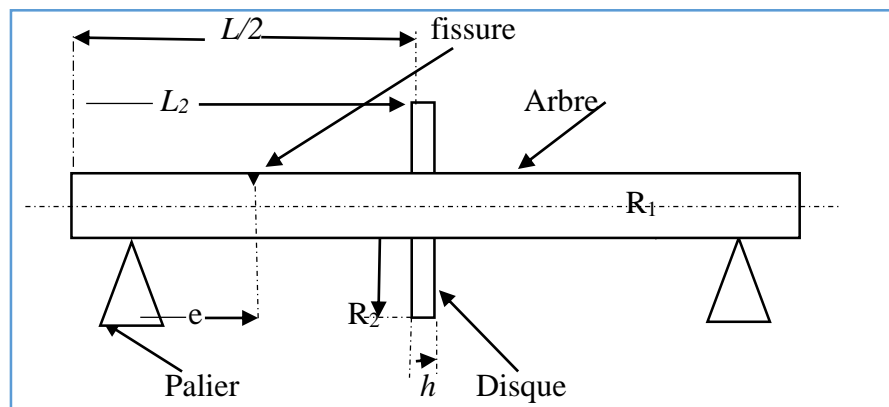 L/2
fissure
L₂
Arbre
R₁
e
R₂
Palier
h
Disque